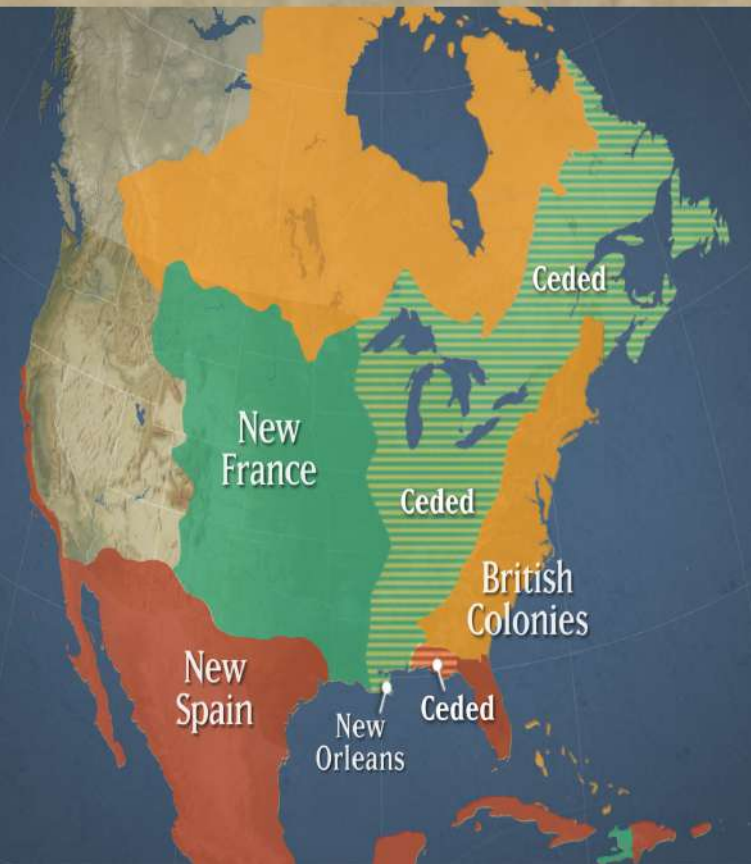 Ceded
New
France
Ceded
British
Colonies
New
Spain
Ceded
New
Orleans